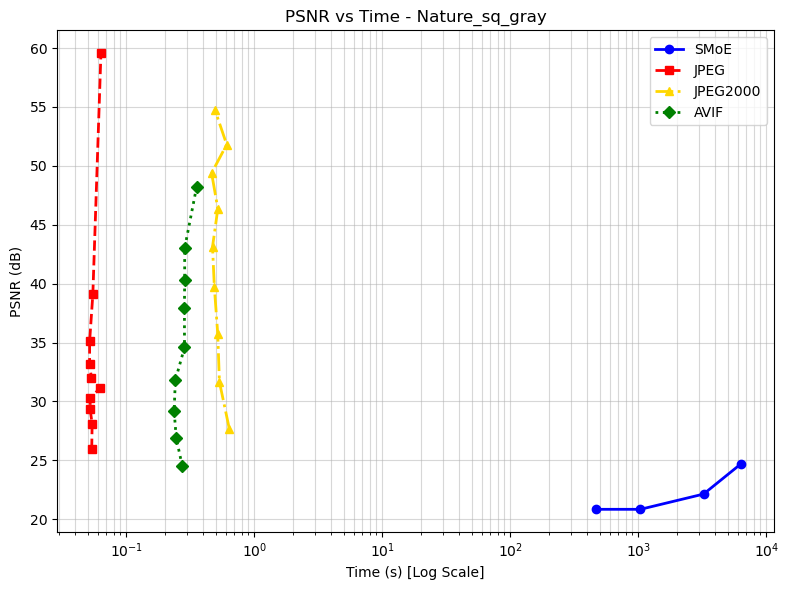 PSNR vs Time - Nature_sq_gray
SMoE
JPEG
JPEG2000
AVIF
PSNR (dB)
60
55
50
45
40
35
30
25
20
10⁻¹
10⁰
10¹
10²
10³
10⁴
Time (s) [Log Scale]